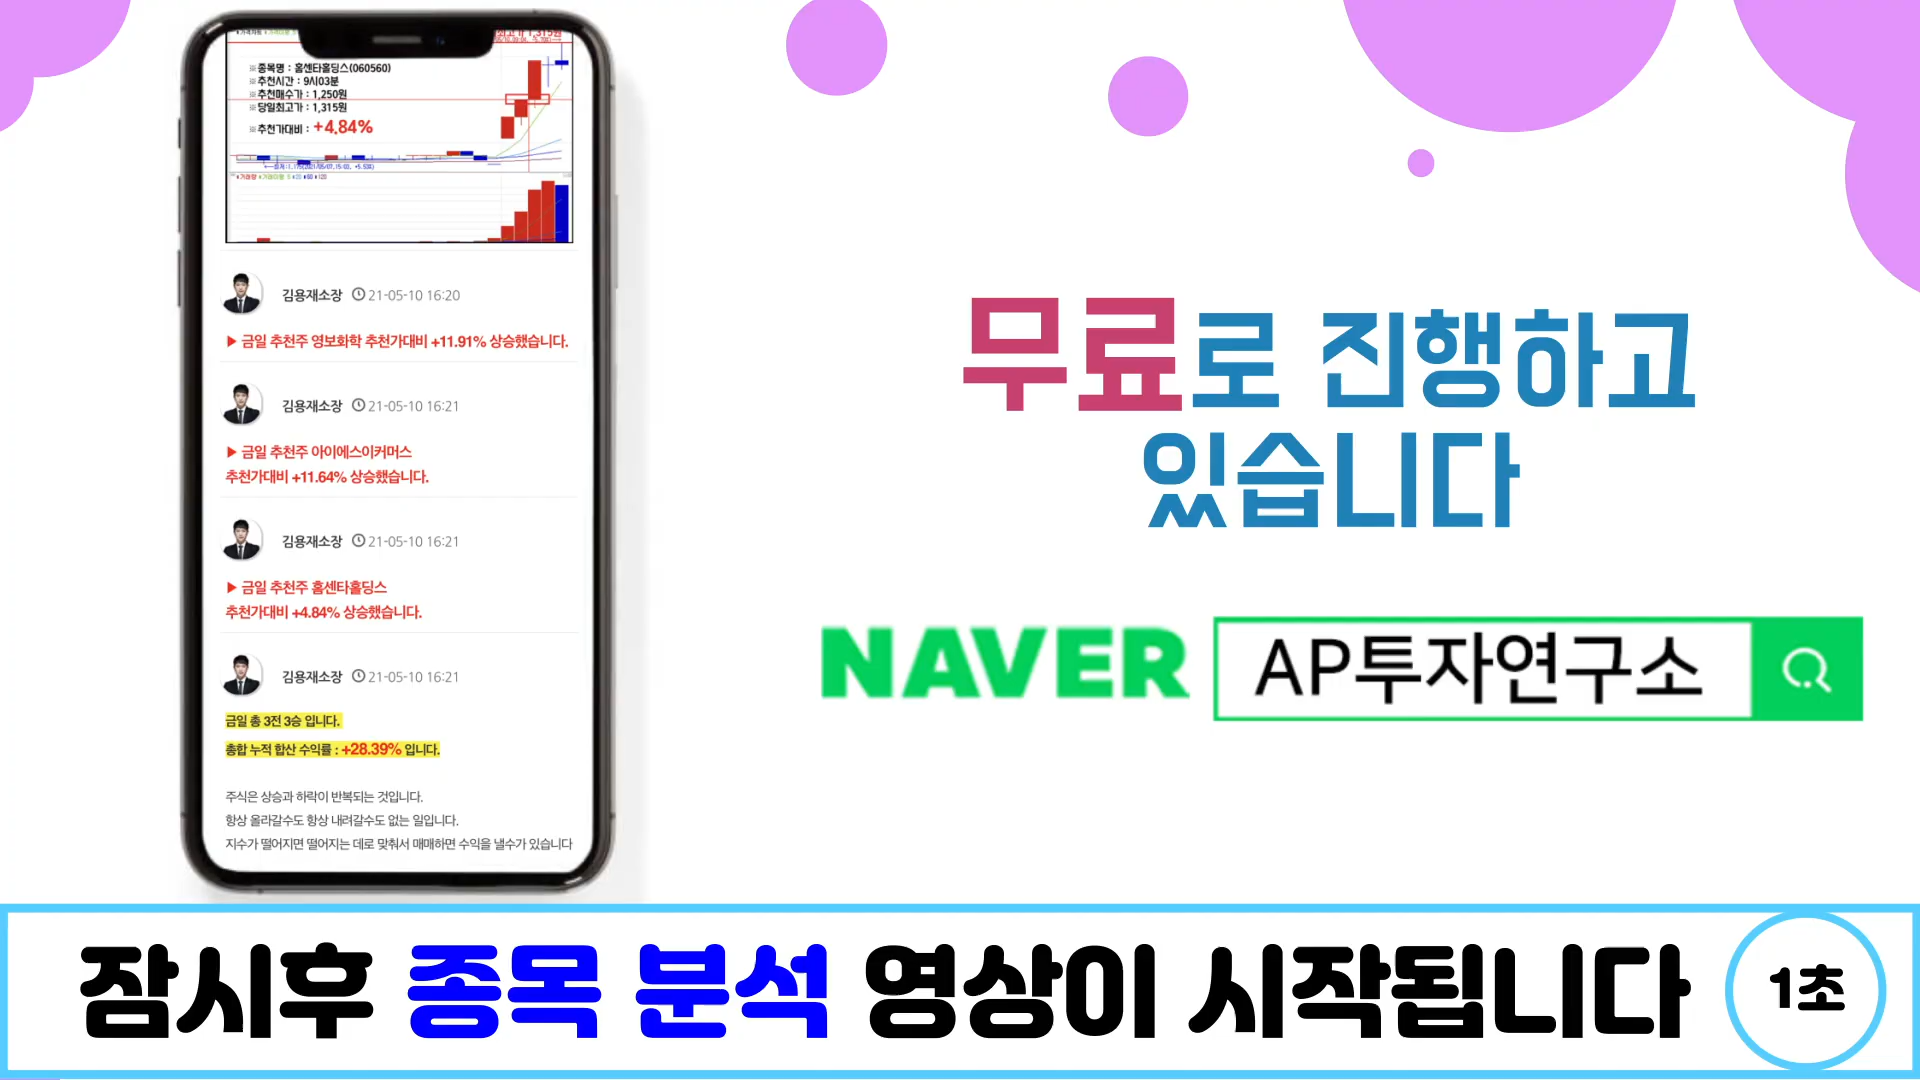 ※종목명 : 홈센타홀딩스(060560)
※추천시간 : 9시03분
※추천매수가 : 1,250원
※당일최고가 : 1,315원
※추천가대비 : +4.84%
김용재소장 21-05-10 16:20
▶ 금일 추천주 영보화학 추천가대비 +11.91% 상승했습니다.
김용재소장 21-05-10 16:21
▶ 금일 추천주 아이에스이커머스
추천가대비 +11.64% 상승했습니다.
김용재소장 21-05-10 16:21
▶ 금일 추천주 홈센타홀딩스
추천가대비 +4.84% 상승했습니다.
김용재소장 21-05-10 16:21
금일 총 3전 3승 입니다.
총합 누적 합산 수익률 : +28.39% 입니다.
주식은 상승과 하락이 반복되는 것입니다.
항상 올라갈수도 항상 내려갈수도 없는 일입니다.
지수가 떨어지면 떨어지는 데로 맞춰서 매매하면 수익을 낼수가 있습니다
무료로 진행하고
있습니다
NAVER AP투자연구소
잠시후 종목 분석 영상이 시작됩니다 1초